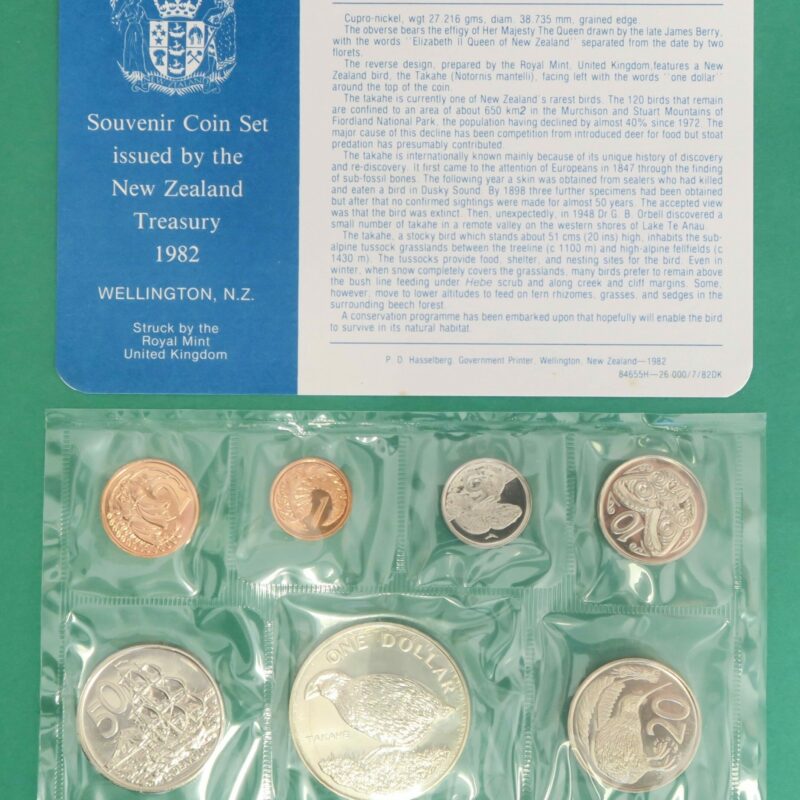 Souvenir Coin Set
issued by the
New Zealand
Treasury
1982
WELLINGTON, N.Z.
Struck by the
Royal Mint
United Kingdom
Cupro-nickel, wgt 27.216 gms, diam. 38.735 mm, grained edge.
The obverse bears the effigy of Her Majesty The Queen drawn by the late James Berry,
with the words "Elizabeth II Queen of New Zealand" separated from the date by two
florets.
The reverse design, prepared by the Royal Mint, United Kingdom,features a New
Zealand bird, the Takahe (Notornis mantelli), facing left with the words "one dollar"
around the top of the coin.
The takahe is currently one of New Zealand's rarest birds. The 120 birds that remain
are confined to an area of about 650 km2 in the Murchison and Stuart Mountains of
Fiordland National Park, the population having declined by almost 40% since 1972. The
major cause of this decline has been competition from introduced deer for food but stoat
predation has presumably contributed.
The takahe is internationally known mainly because of its unique history of discovery
and re-discovery. It first came to the attention of Europeans in 1847 through the finding
of sub-fossil bones. The following year a skin was obtained from sealers who had killed
and eaten a bird in Dusky Sound. By 1898 three further specimens had been obtained
but after that no confirmed sightings were made for almost 50 years. The accepted view
was that the bird was extinct. Then, unexpectedly, in 1948 Dr G. B. Orbell discovered a
small number of takahe in a remote valley on the western shores of Lake Te Anau.
The takahe, a stocky bird which stands about 51 cms (20 ins) high, inhabits the sub-
alpine tussock grasslands between the treeline (c 1100 m) and high-alpine fellfields (c
1430 m). The tussocks provide food, shelter, and nesting sites for the bird. Even in
winter, when snow completely covers the grasslands, many birds prefer to remain above
the bush line feeding under Hebe scrub and along creek and cliff margins. Some,
however, move to lower altitudes to feed on fern rhizomes, grasses, and sedges in the
surrounding beech forest.
A conservation programme has been embarked upon that hopefully will enable the bird
to survive in its natural habitat.
P. D. Hasselberg, Government Printer, Wellington, New Zealand—1982
84655H—26 000/7/82DK
2
1
5
10
50
ONE DOLLAR
TAKAHE
20